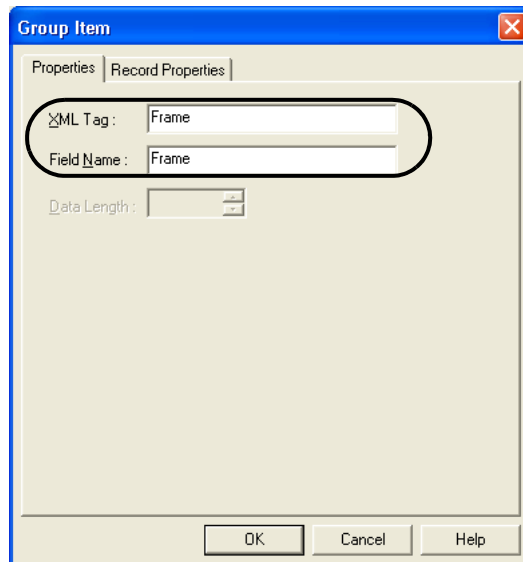 Group Item
Properties Record Properties
XML Tag : Frame
Field Name : Frame
Data Length :
OK Cancel Help